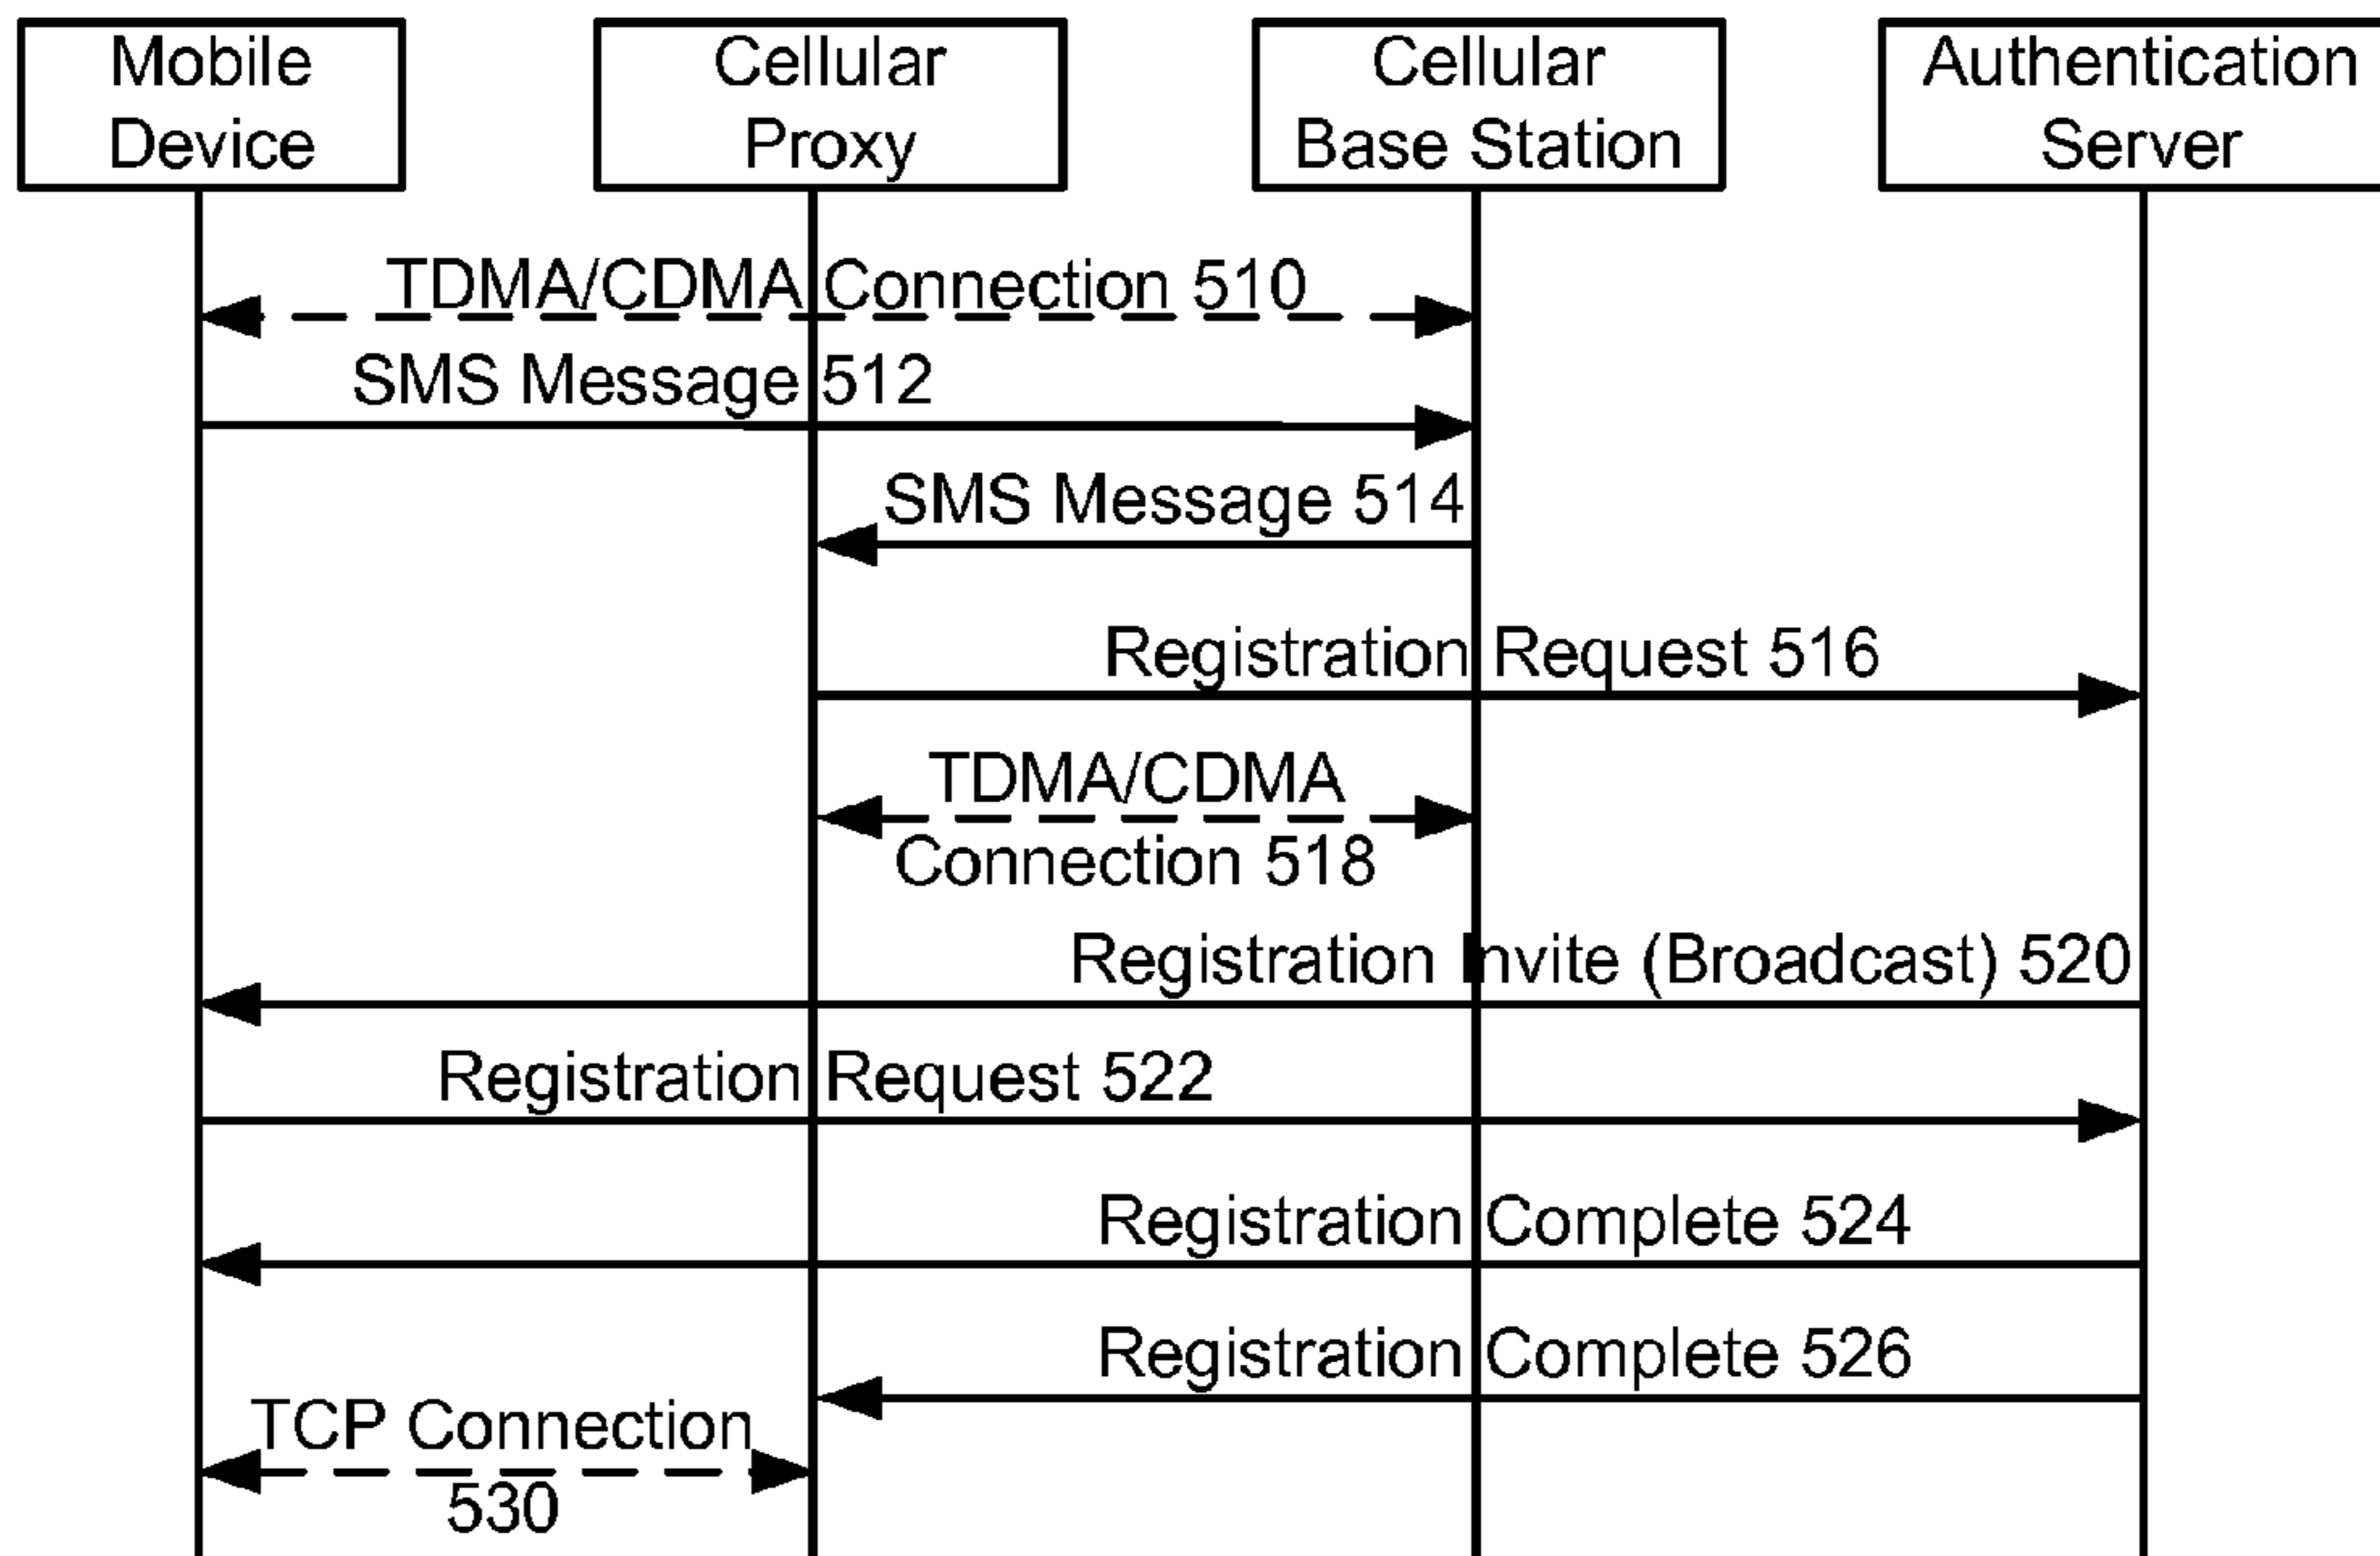 Mobile
Device
Cellular
Proxy
Cellular
Base Station
Authentication
Server
TDMA/CDMA Connection 510
SMS Message 512
SMS Message 514
Registration Request 516
TDMA/CDMA
Connection 518
Registration Invite (Broadcast) 520
Registration Request 522
Registration Complete 524
Registration Complete 526
TCP Connection
530